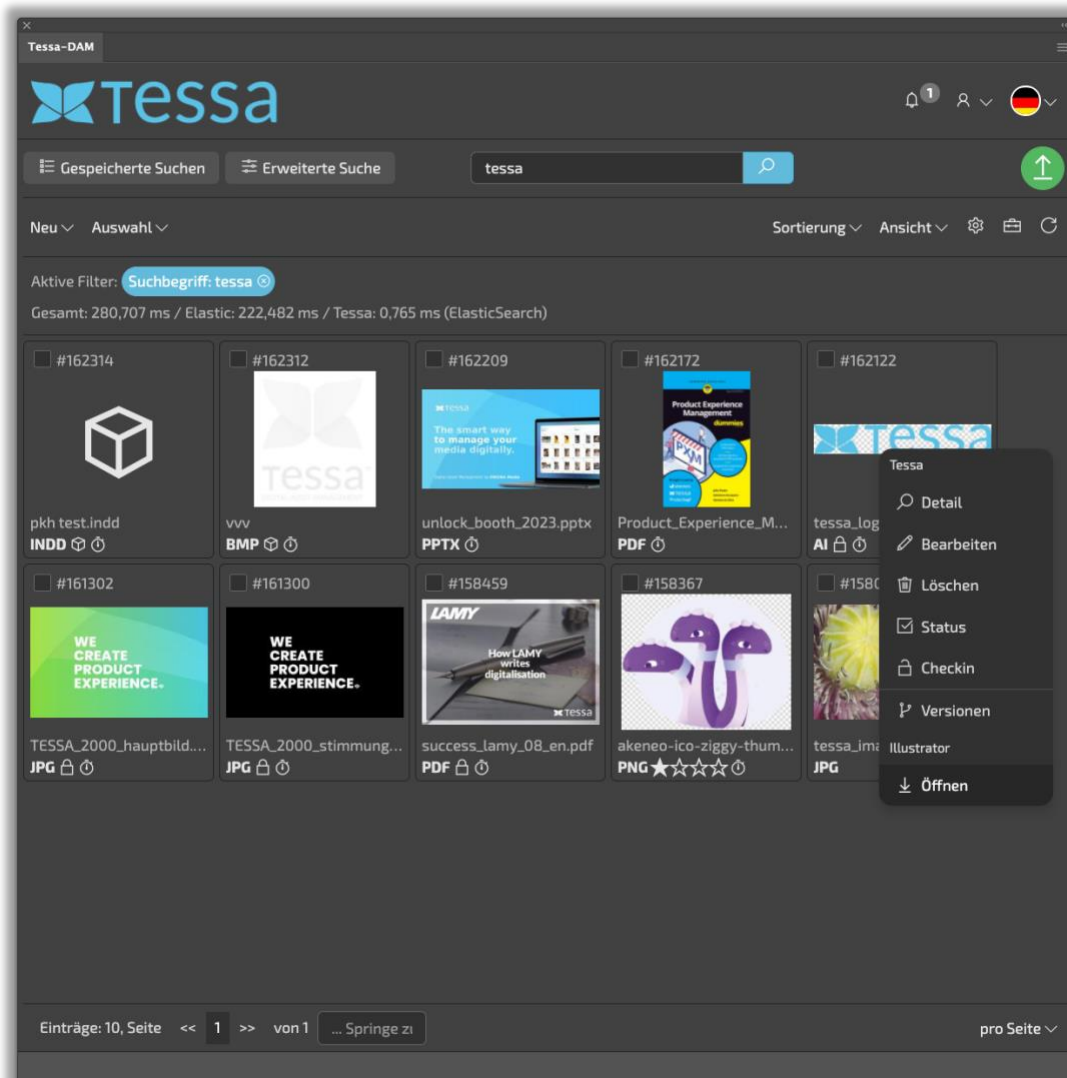 Tessa-DAM
Tessa
1
Gespeicherte Suchen
Erweiterte Suche
tessa
Neu
Auswahl
Sortierung
Ansicht
Aktive Filter: Suchbegriff: tessa
Gesamt: 280,707 ms / Elastic: 222,482 ms / Tessa: 0,765 ms (ElasticSearch)
#162314
pkh test.indd
INDD
#162312
Tessa
vvv
BMP
#162209
Tessa
The smart way
to manage your
media digitally.
unlock_booth_2023.pptx
PPTX
#162172
Product Experience
Management
dummies
PXM
Product_Experience_M...
PDF
#162122
Tessa
tessa_log
AI
#161302
WE
CREATE
PRODUCT
EXPERIENCE.
TESSA_2000_hauptbild....
JPG
#161300
WE
CREATE
PRODUCT
EXPERIENCE.
TESSA_2000_stimmung...
JPG
#158459
LAMY
How LAMY
writes
digitalisation
Tessa
success_lamy_08_en.pdf
PDF
#158367
akeneo-ico-ziggy-thum...
PNG
#1580
tessa_ima
JPG
Tessa
Detail
Bearbeiten
Löschen
Status
Checkin
Versionen
Illustrator
Öffnen
Einträge: 10, Seite << 1 >> von 1 ... Springe zu
pro Seite